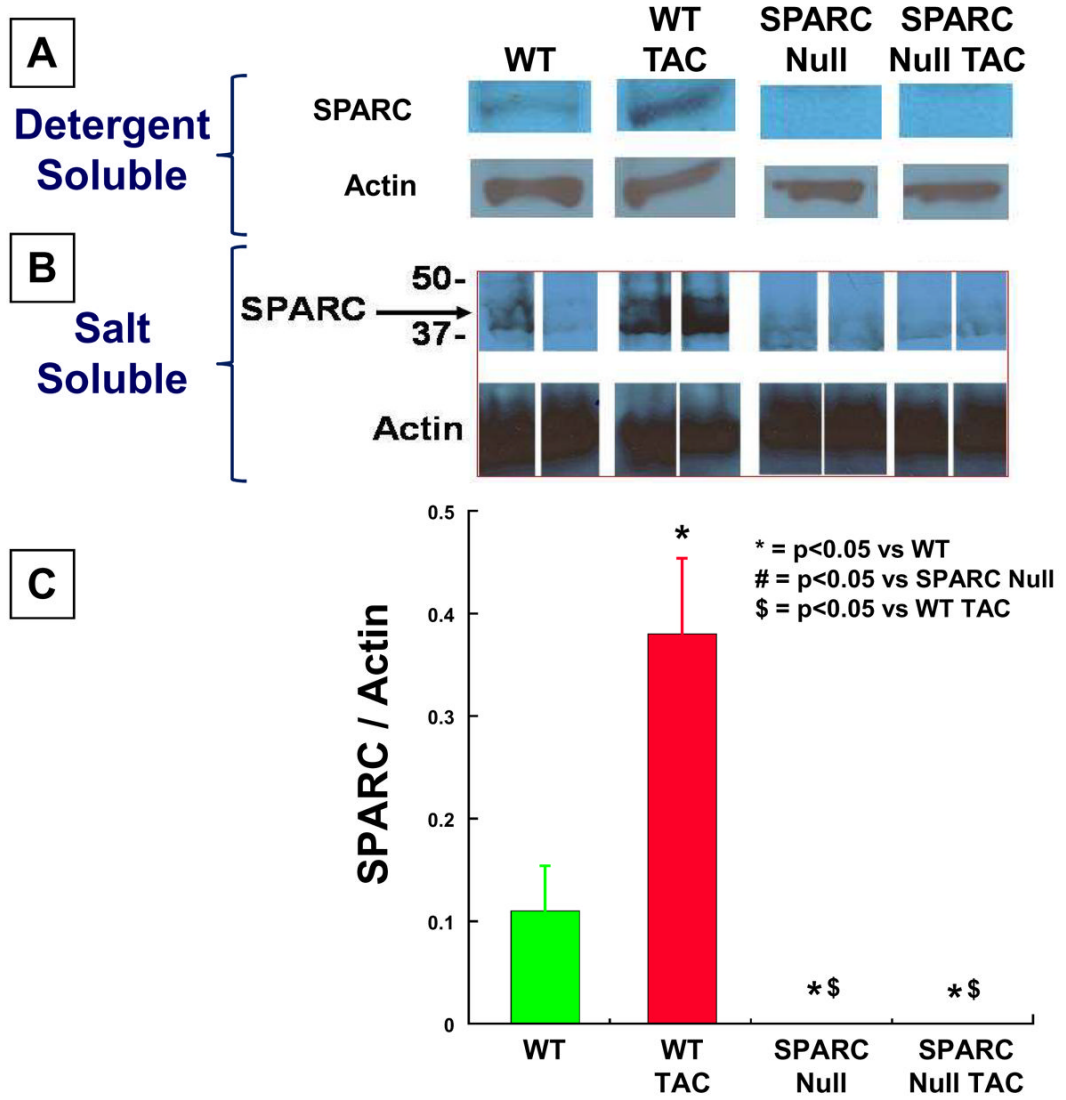 A
WT
WT
TAC
SPARC
Null
SPARC
Null TAC
Detergent
Soluble
SPARC
Actin
B
Salt
Soluble
50-
SPARC
37-
Actin
C
0.5
0.4
0.3
0.2
0.1
0
SPARC / Actin
*
* = p<0.05 vs WT
# = p<0.05 vs SPARC Null
$ = p<0.05 vs WT TAC
* $
* $
WT
WT
TAC
SPARC
Null
SPARC
Null TAC